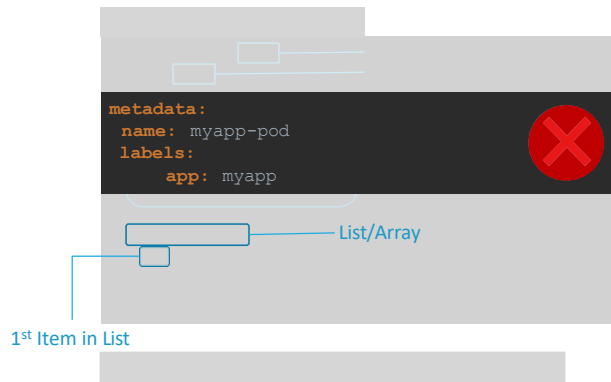 metadata:
 name: myapp-pod
 labels:
     app: myapp
List/Array
1st Item in List